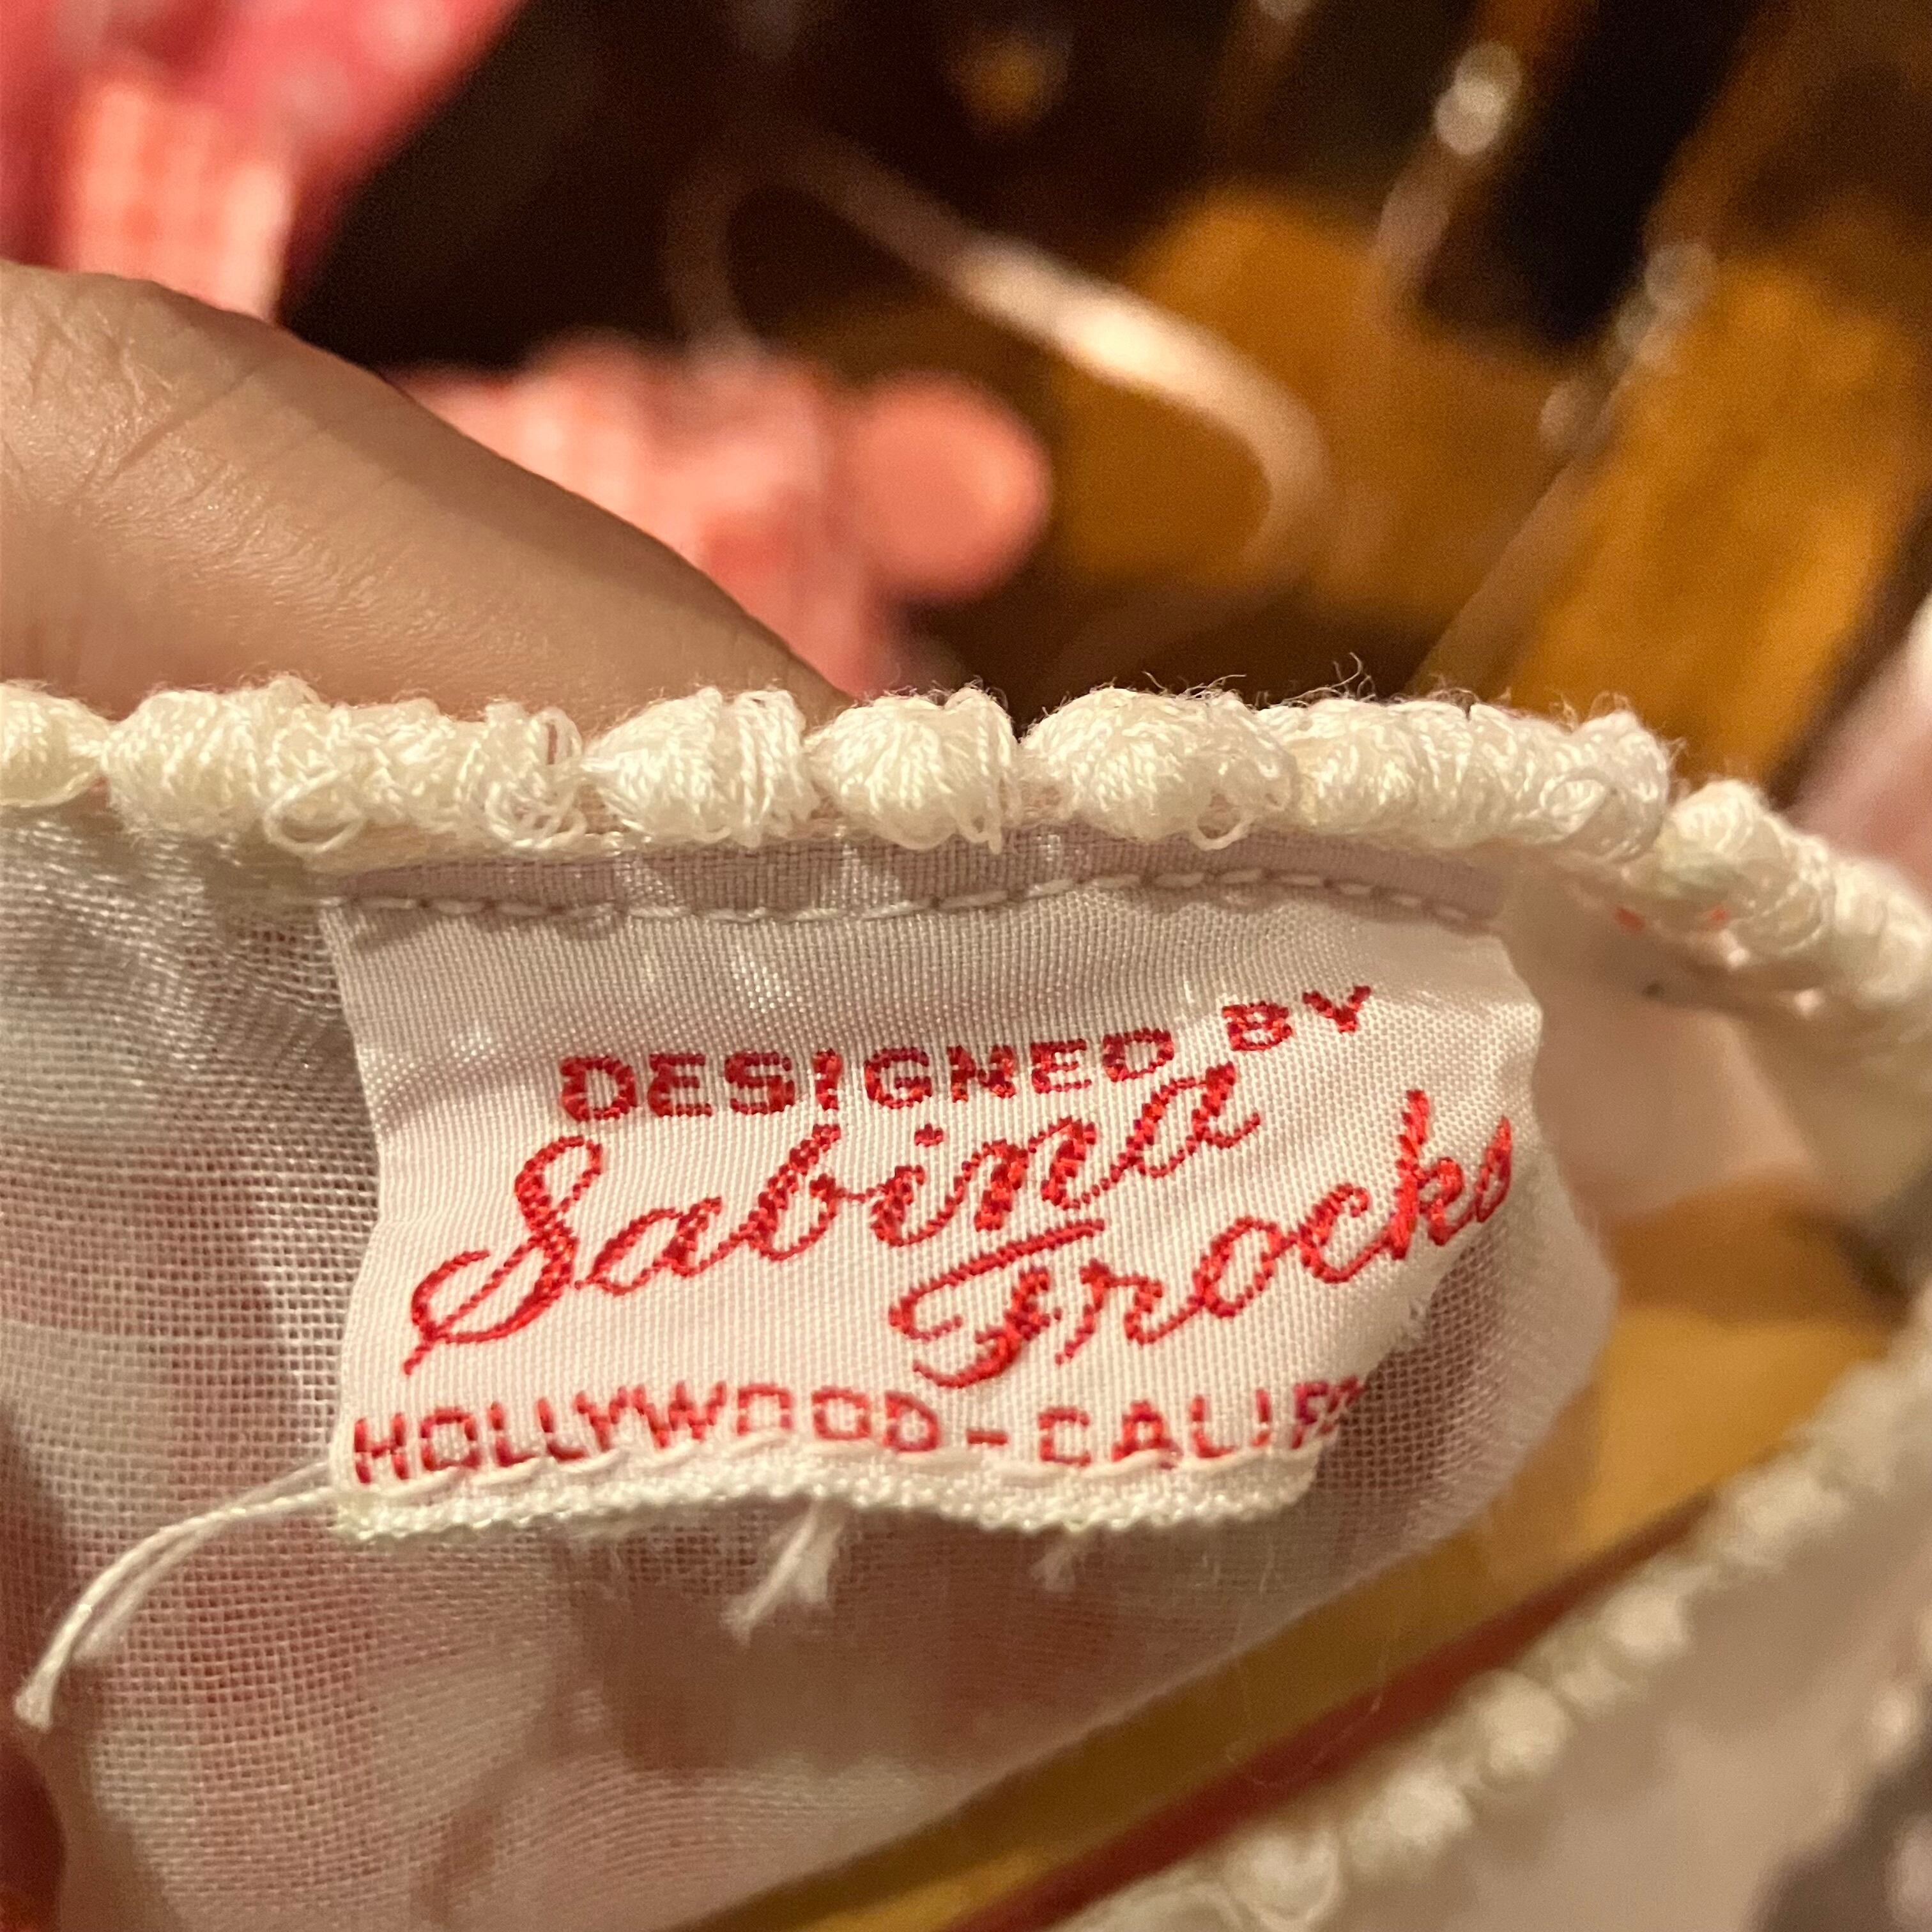 DESIGNED BY
Sabina
Frocks
HOLLYWOOD-CALIF